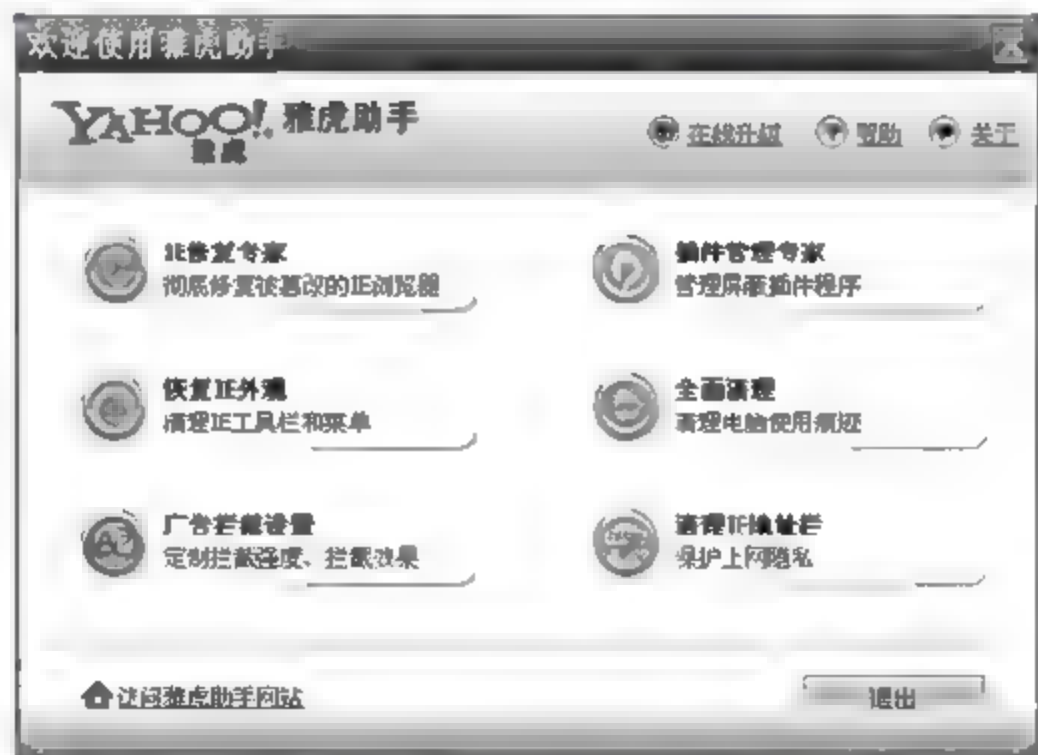 欢迎使用雅虎助手
YAHOO! 雅虎助手
雅虎
在线升级 帮助 关于
IE修复专家
彻底修复被篡改的IE浏览器
插件管理专家
管理屏蔽插件程序
恢复IE外观
清理IE工具栏和菜单
全面清理
清理电脑使用痕迹
广告拦截设置
定制拦截强度、拦截效果
清理IE地址栏
保护上网隐私
访问雅虎助手网站
退出